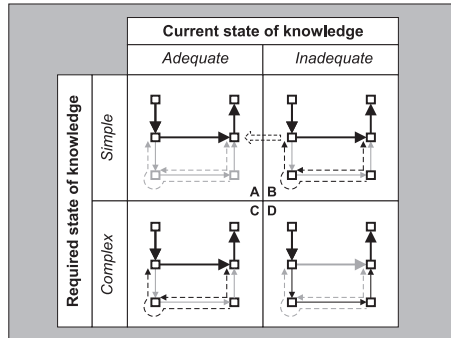 Current state of knowledge
Adequate
Inadequate
Required state of knowledge
Simple
Complex
A
B
C
D